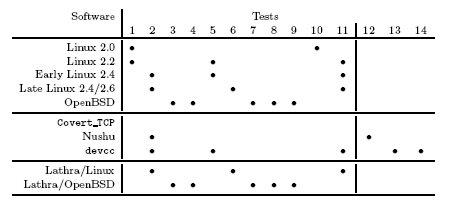 Software Tests
1 2 3 4 5 6 7 8 9 10 11 12 13 14
Linux 2.0 • •
Linux 2.2 • • •
Early Linux 2.4 • • •
Late Linux 2.4/2.6 • • •
OpenBSD • • • • •
Covert_TCP
Nushu • •
devcc • • • • •
Lathra/Linux • • •
Lathra/OpenBSD • • • • •